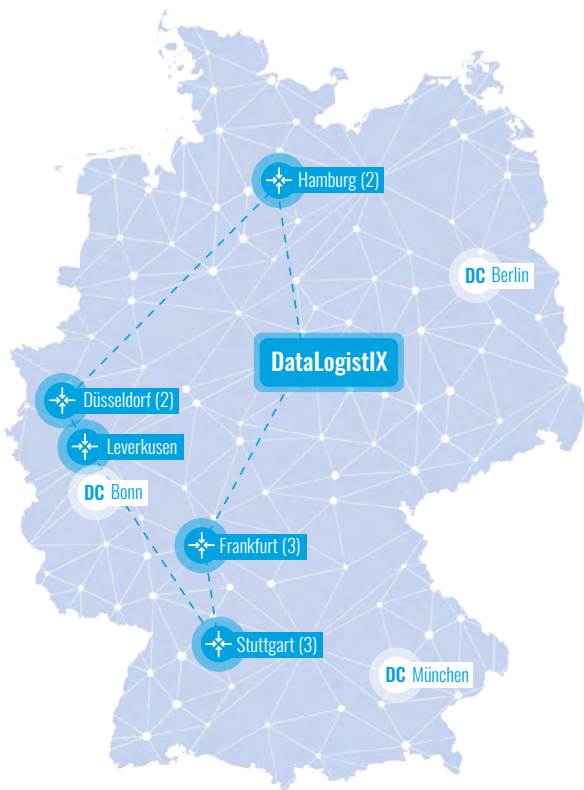 Hamburg (2)
DC Berlin
DataLogistIX
Düsseldorf (2)
Leverkusen
DC Bonn
Frankfurt (3)
Stuttgart (3)
DC München